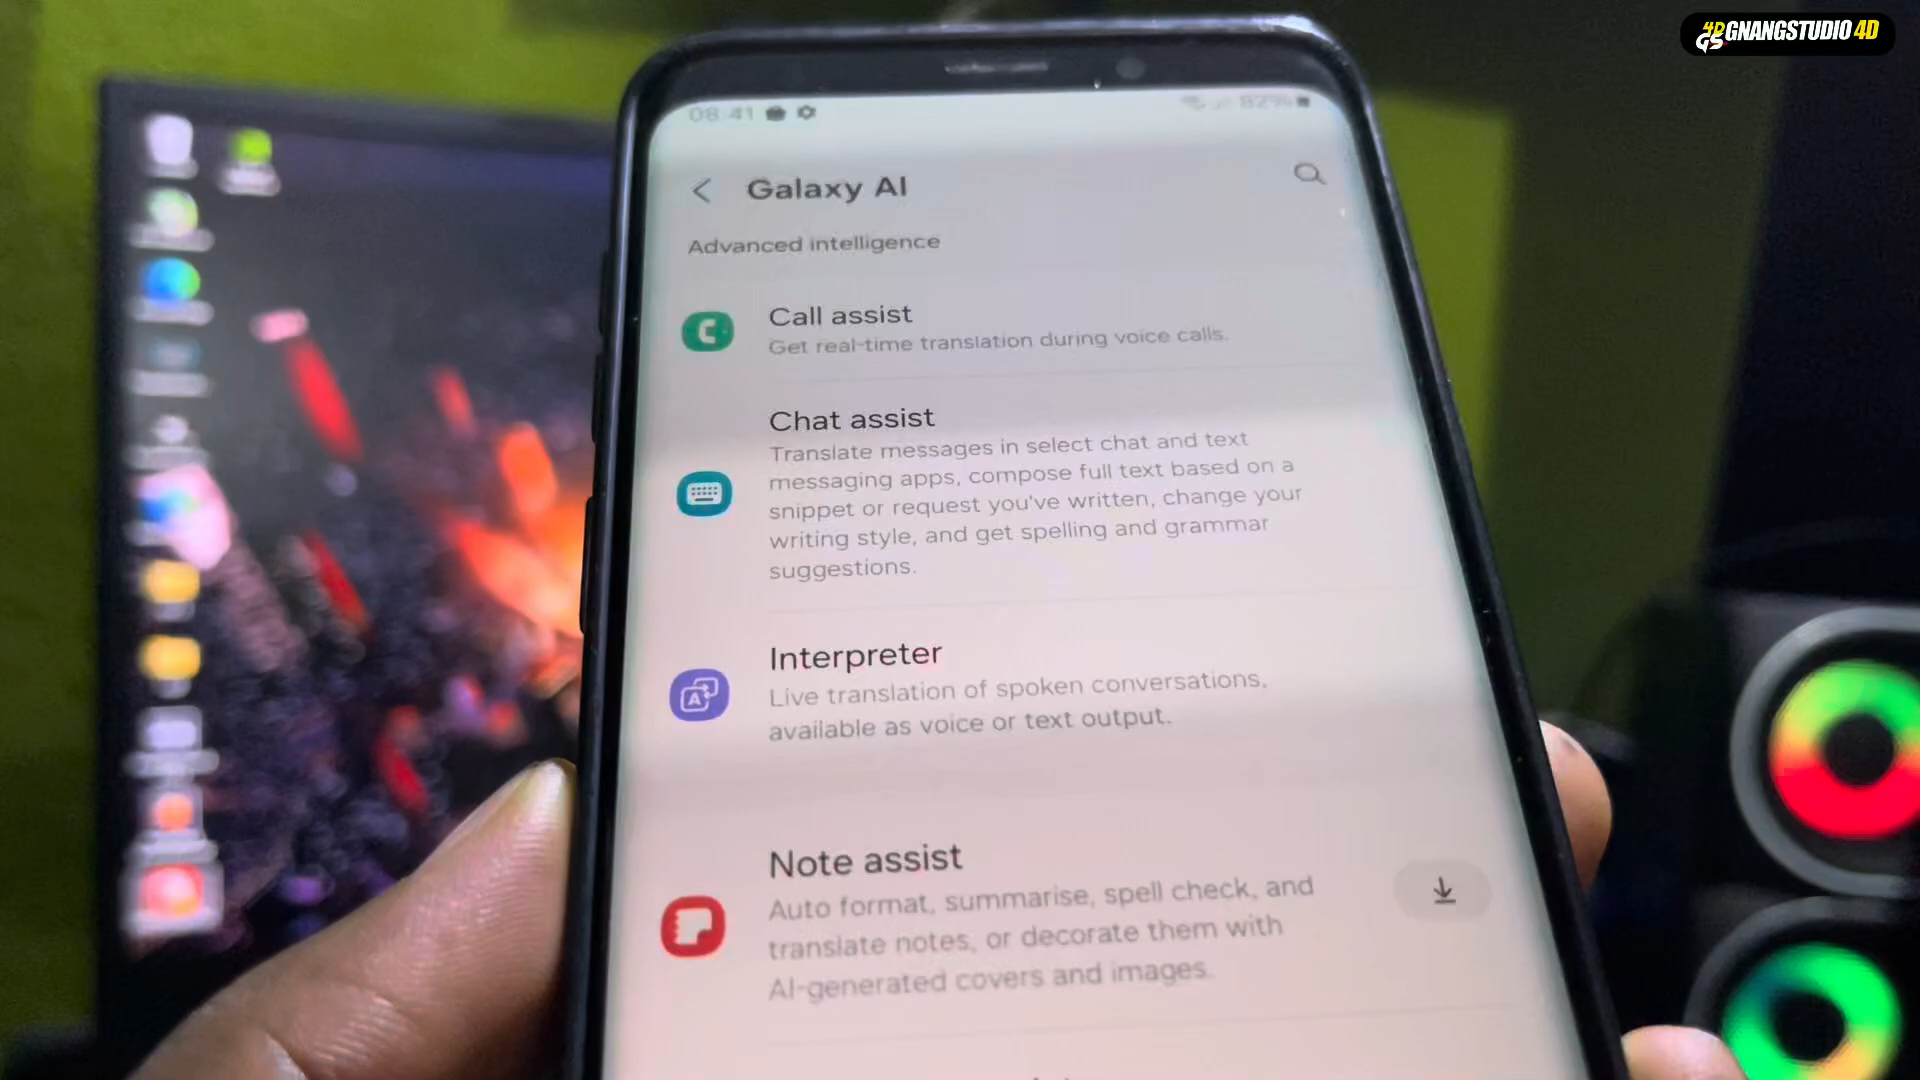 GNANGSTUDIO 4D
08:41
82%
Galaxy AI
Advanced intelligence
Call assist
Get real-time translation during voice calls.
Chat assist
Translate messages in select chat and text
messaging apps, compose full text based on a
snippet or request you've written, change your
writing style, and get spelling and grammar
suggestions.
Interpreter
Live translation of spoken conversations,
available as voice or text output.
Note assist
Auto format, summarise, spell check, and
translate notes, or decorate them with
AI-generated covers and images.